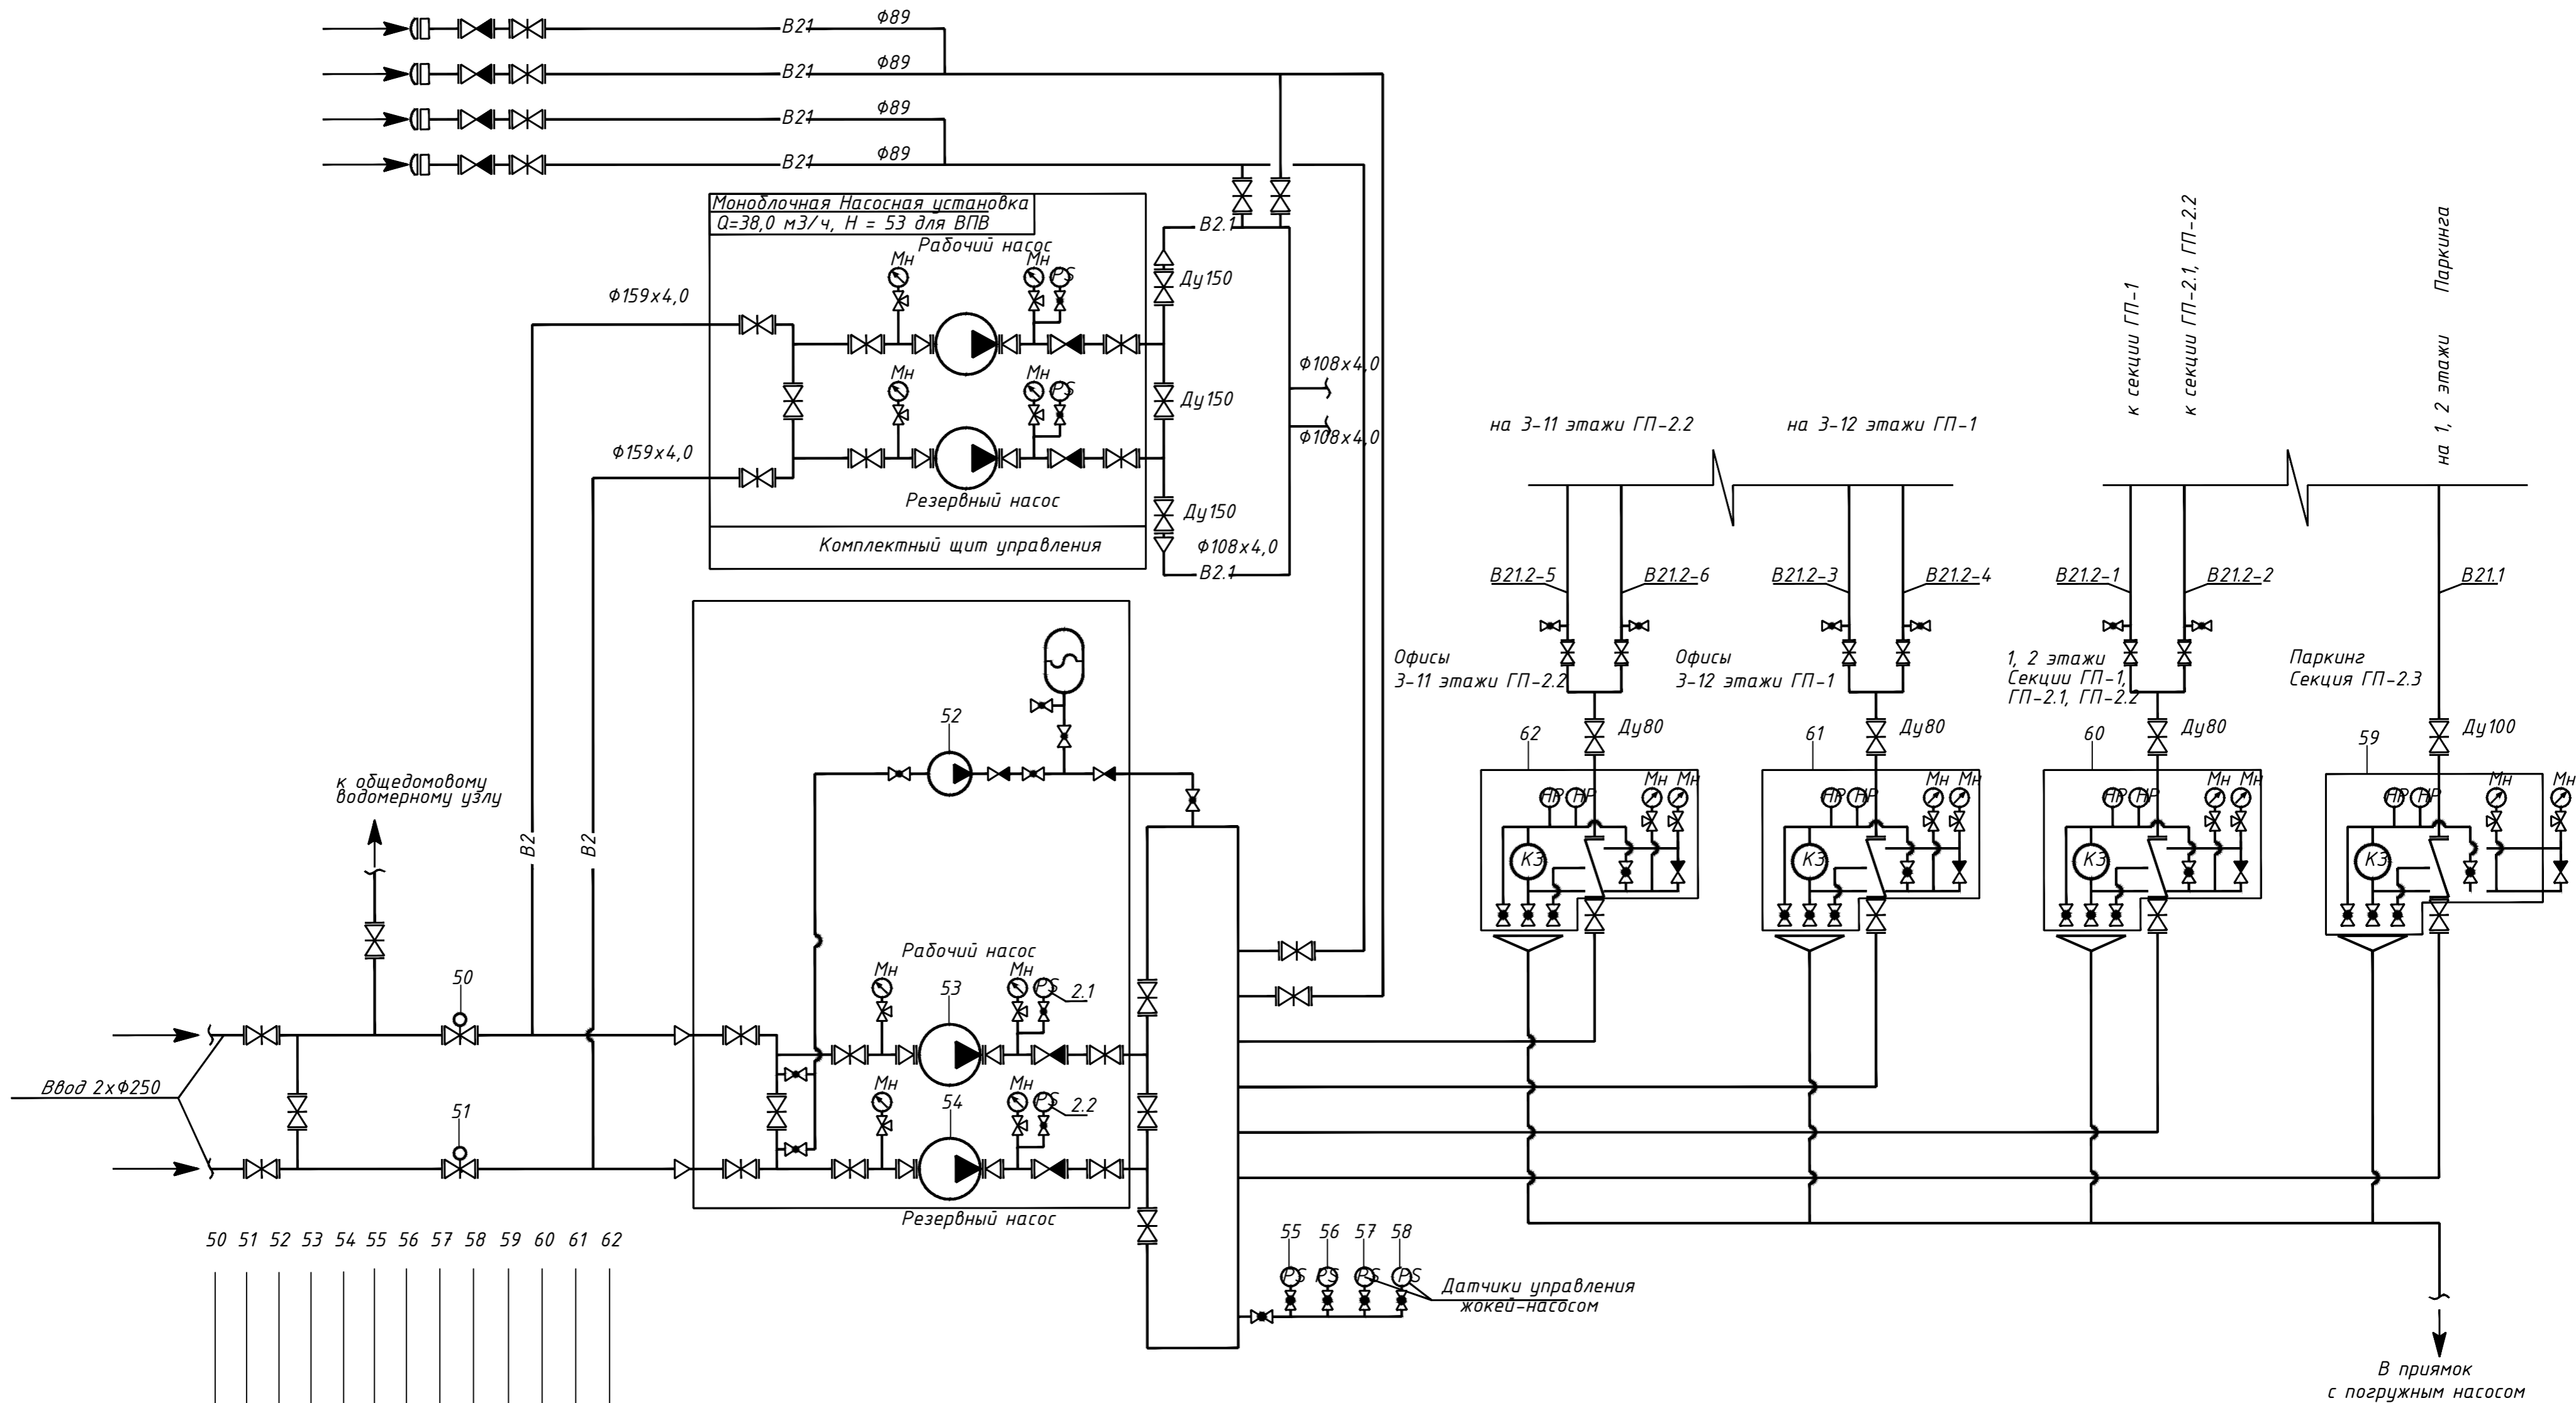 В21 Ф89
В21 Ф89
В21 Ф89
В21 Ф89
Моноблочная Насосная установка
Q=38,0 м3/ч, Н = 53 для ВПВ
Рабочий насос
Мн Мн PS
Ф159х4,0
Мн Мн PS
Ф159х4,0
Резервный насос
Комплектный щит управления
В2.1
Ду150
Ду150
Ду150
Ф108х4,0
В2.1
Ф108х4,0
Ф108х4,0
на 3-11 этажи ГП-2.2
на 3-12 этажи ГП-1
к секции ГП-1
к секции ГП-2.1, ГП-2.2
на 1, 2 этажи Паркинга
В21.2-5 В21.2-6 В21.2-3 В21.2-4 В21.2-1 В21.2-2 В21.1
Офисы
3-11 этажи ГП-2.2
Офисы
3-12 этажи ГП-1
1, 2 этажи
Секции ГП-1,
ГП-2.1, ГП-2.2
Паркинг
Секция ГП-2.3
62 Ду80 61 Ду80 60 Ду80 59 Ду100
НР НР Мн Мн НР НР Мн Мн НР НР Мн Мн НР НР Мн Мн
КЗ КЗ КЗ КЗ
52
к общедомовому
водомерному узлу
В2 В2
Рабочий насос
Мн 53 Мн PS 2.1
50
Ввод 2хФ250
Мн 54 Мн PS 2.2
51
Резервный насос
50 51 52 53 54 55 56 57 58 59 60 61 62
55 56 57 58
PS PS PS PS
Датчики управления
жокей-насосом
В приямок
с погружным насосом